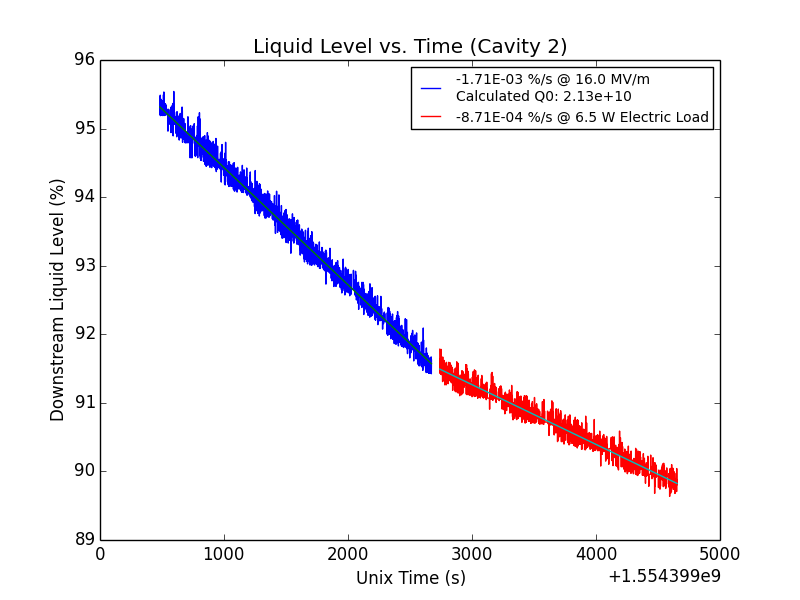 Liquid Level vs. Time (Cavity 2)
-1.71E-03 %/s @ 16.0 MV/m
Calculated Q0: 2.13e+10
-8.71E-04 %/s @ 6.5 W Electric Load
Downstream Liquid Level (%)
96
95
94
93
92
91
90
89
0 1000 2000 3000 4000 5000
Unix Time (s)
+1.554399e9